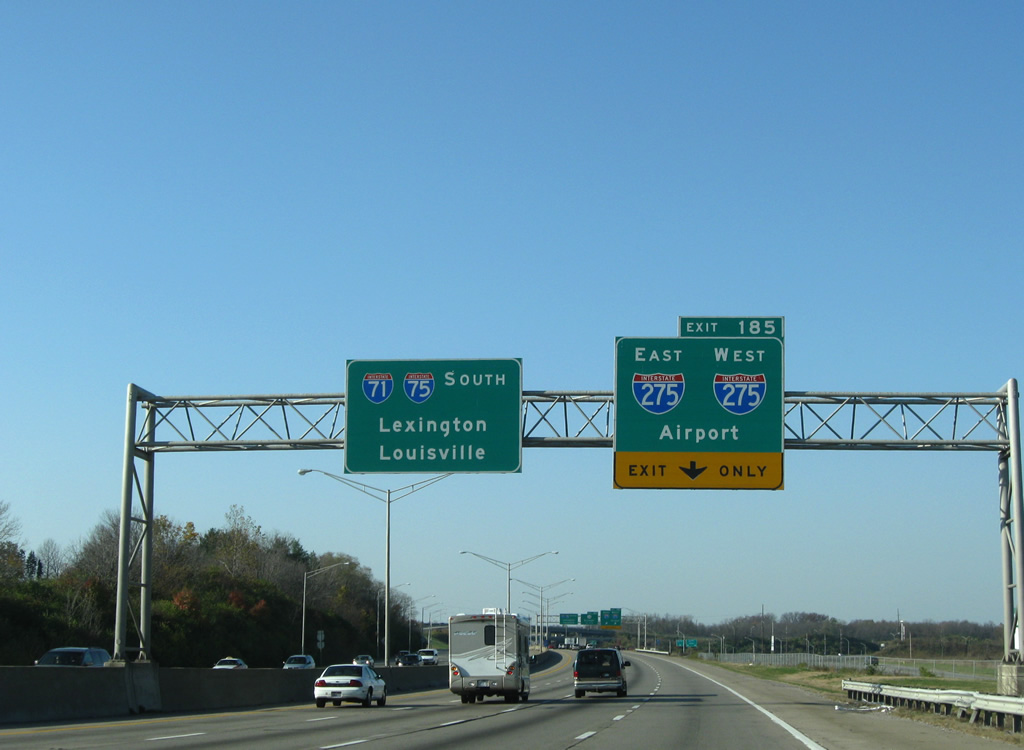 INTERSTATE INTERSTATE
71 75 SOUTH
Lexington
Louisville
EXIT 185
EAST WEST
INTERSTATE INTERSTATE
275 275
Airport
EXIT ONLY